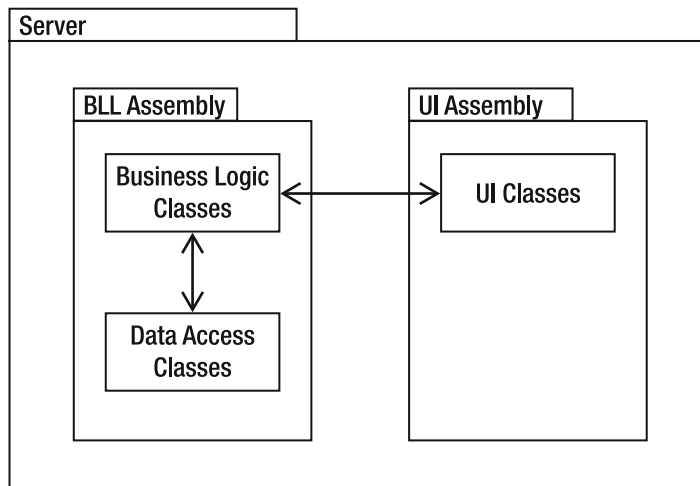 Server
BLL Assembly
UI Assembly
Business Logic
Classes
UI Classes
Data Access
Classes